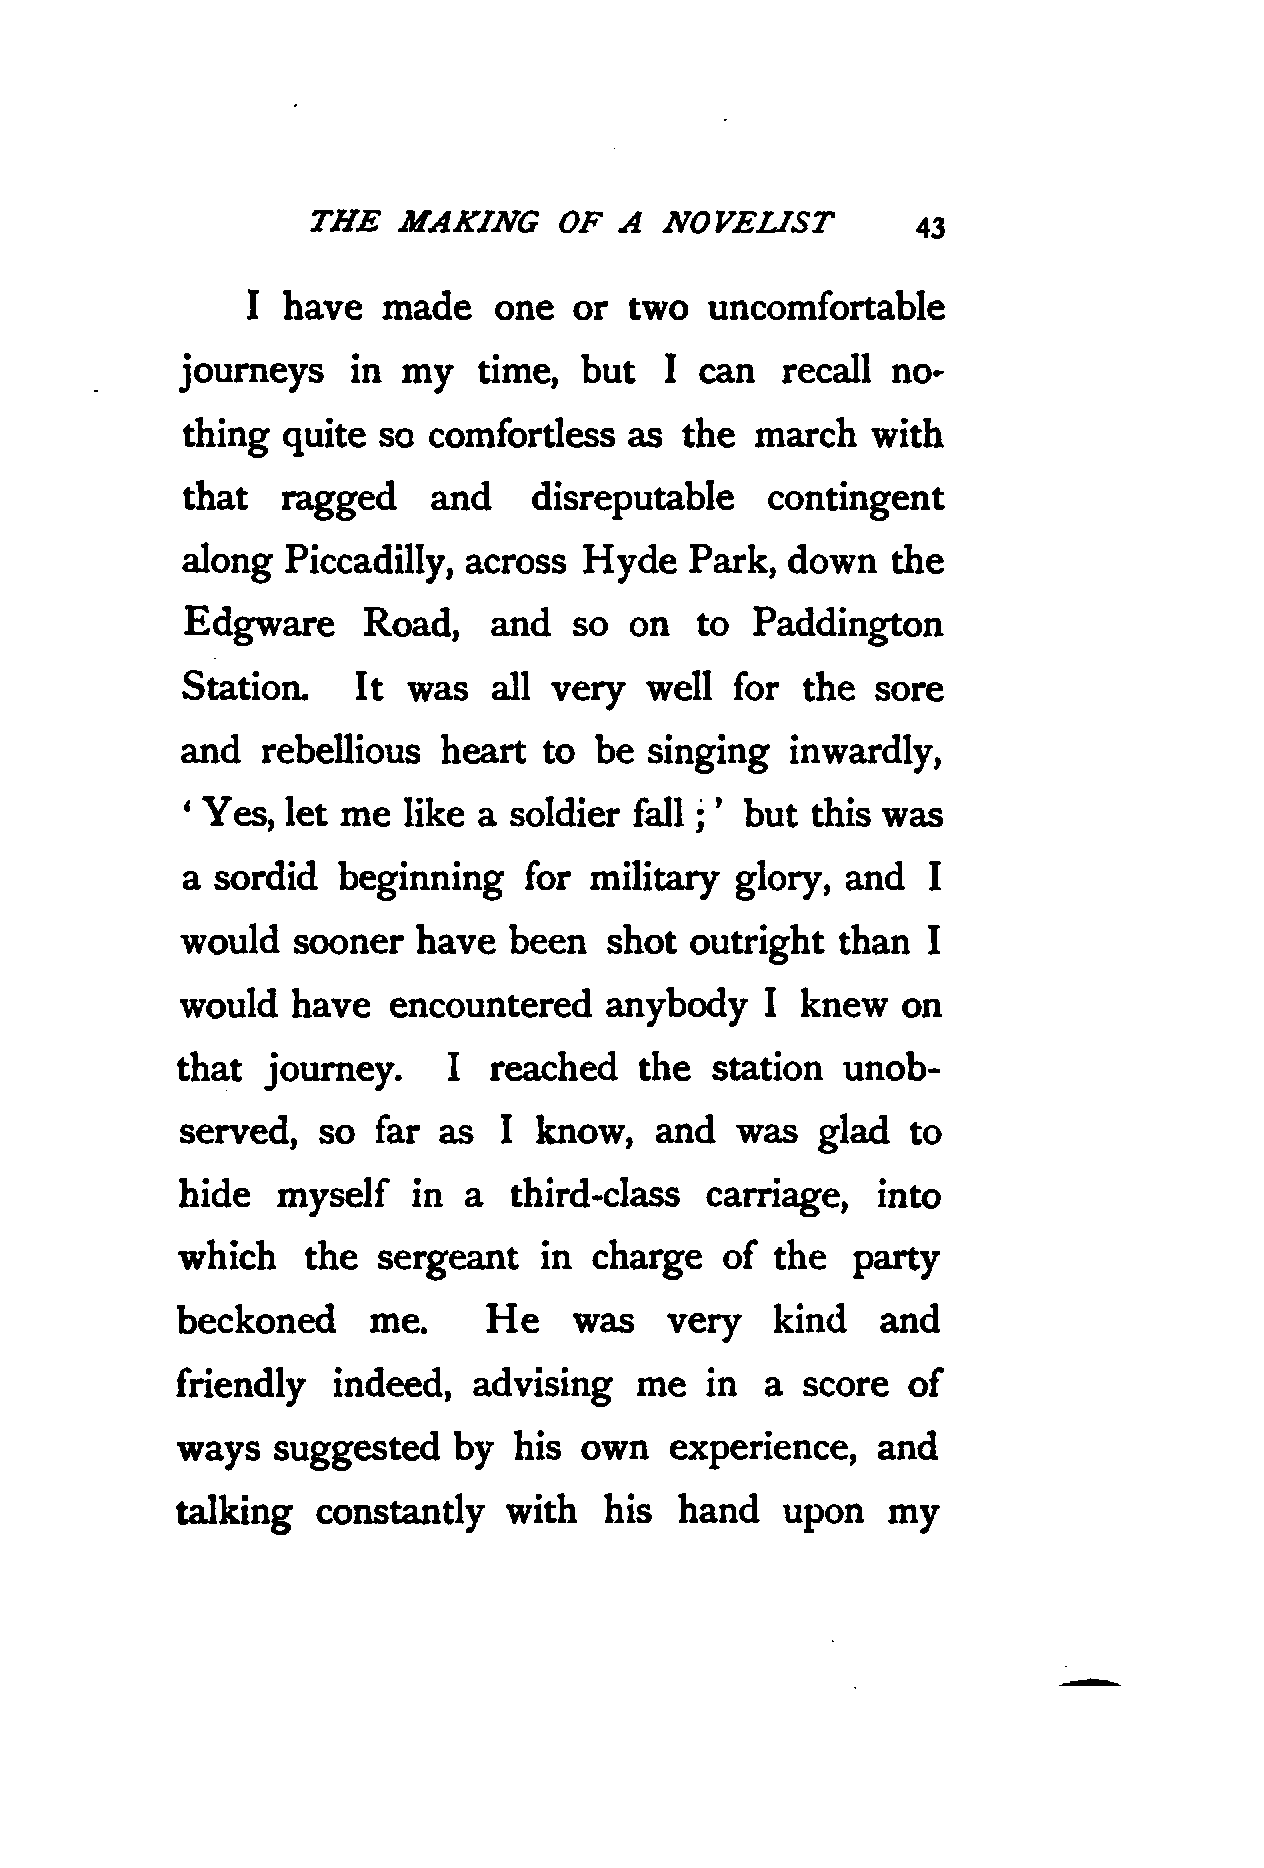 THE MAKING OF A NOVELIST 43
I have made one or two uncomfortable
journeys in my time, but I can recall no-
thing quite so comfortless as the march with
that ragged and disreputable contingent
along Piccadilly, across Hyde Park, down the
Edgware Road, and so on to Paddington
Station. It was all very well for the sore
and rebellious heart to be singing inwardly,
‘ Yes, let me like a soldier fall ; ’ but this was
a sordid beginning for military glory, and I
would sooner have been shot outright than I
would have encountered anybody I knew on
that journey. I reached the station unob-
served, so far as I know, and was glad to
hide myself in a third-class carriage, into
which the sergeant in charge of the party
beckoned me. He was very kind and
friendly indeed, advising me in a score of
ways suggested by his own experience, and
talking constantly with his hand upon my